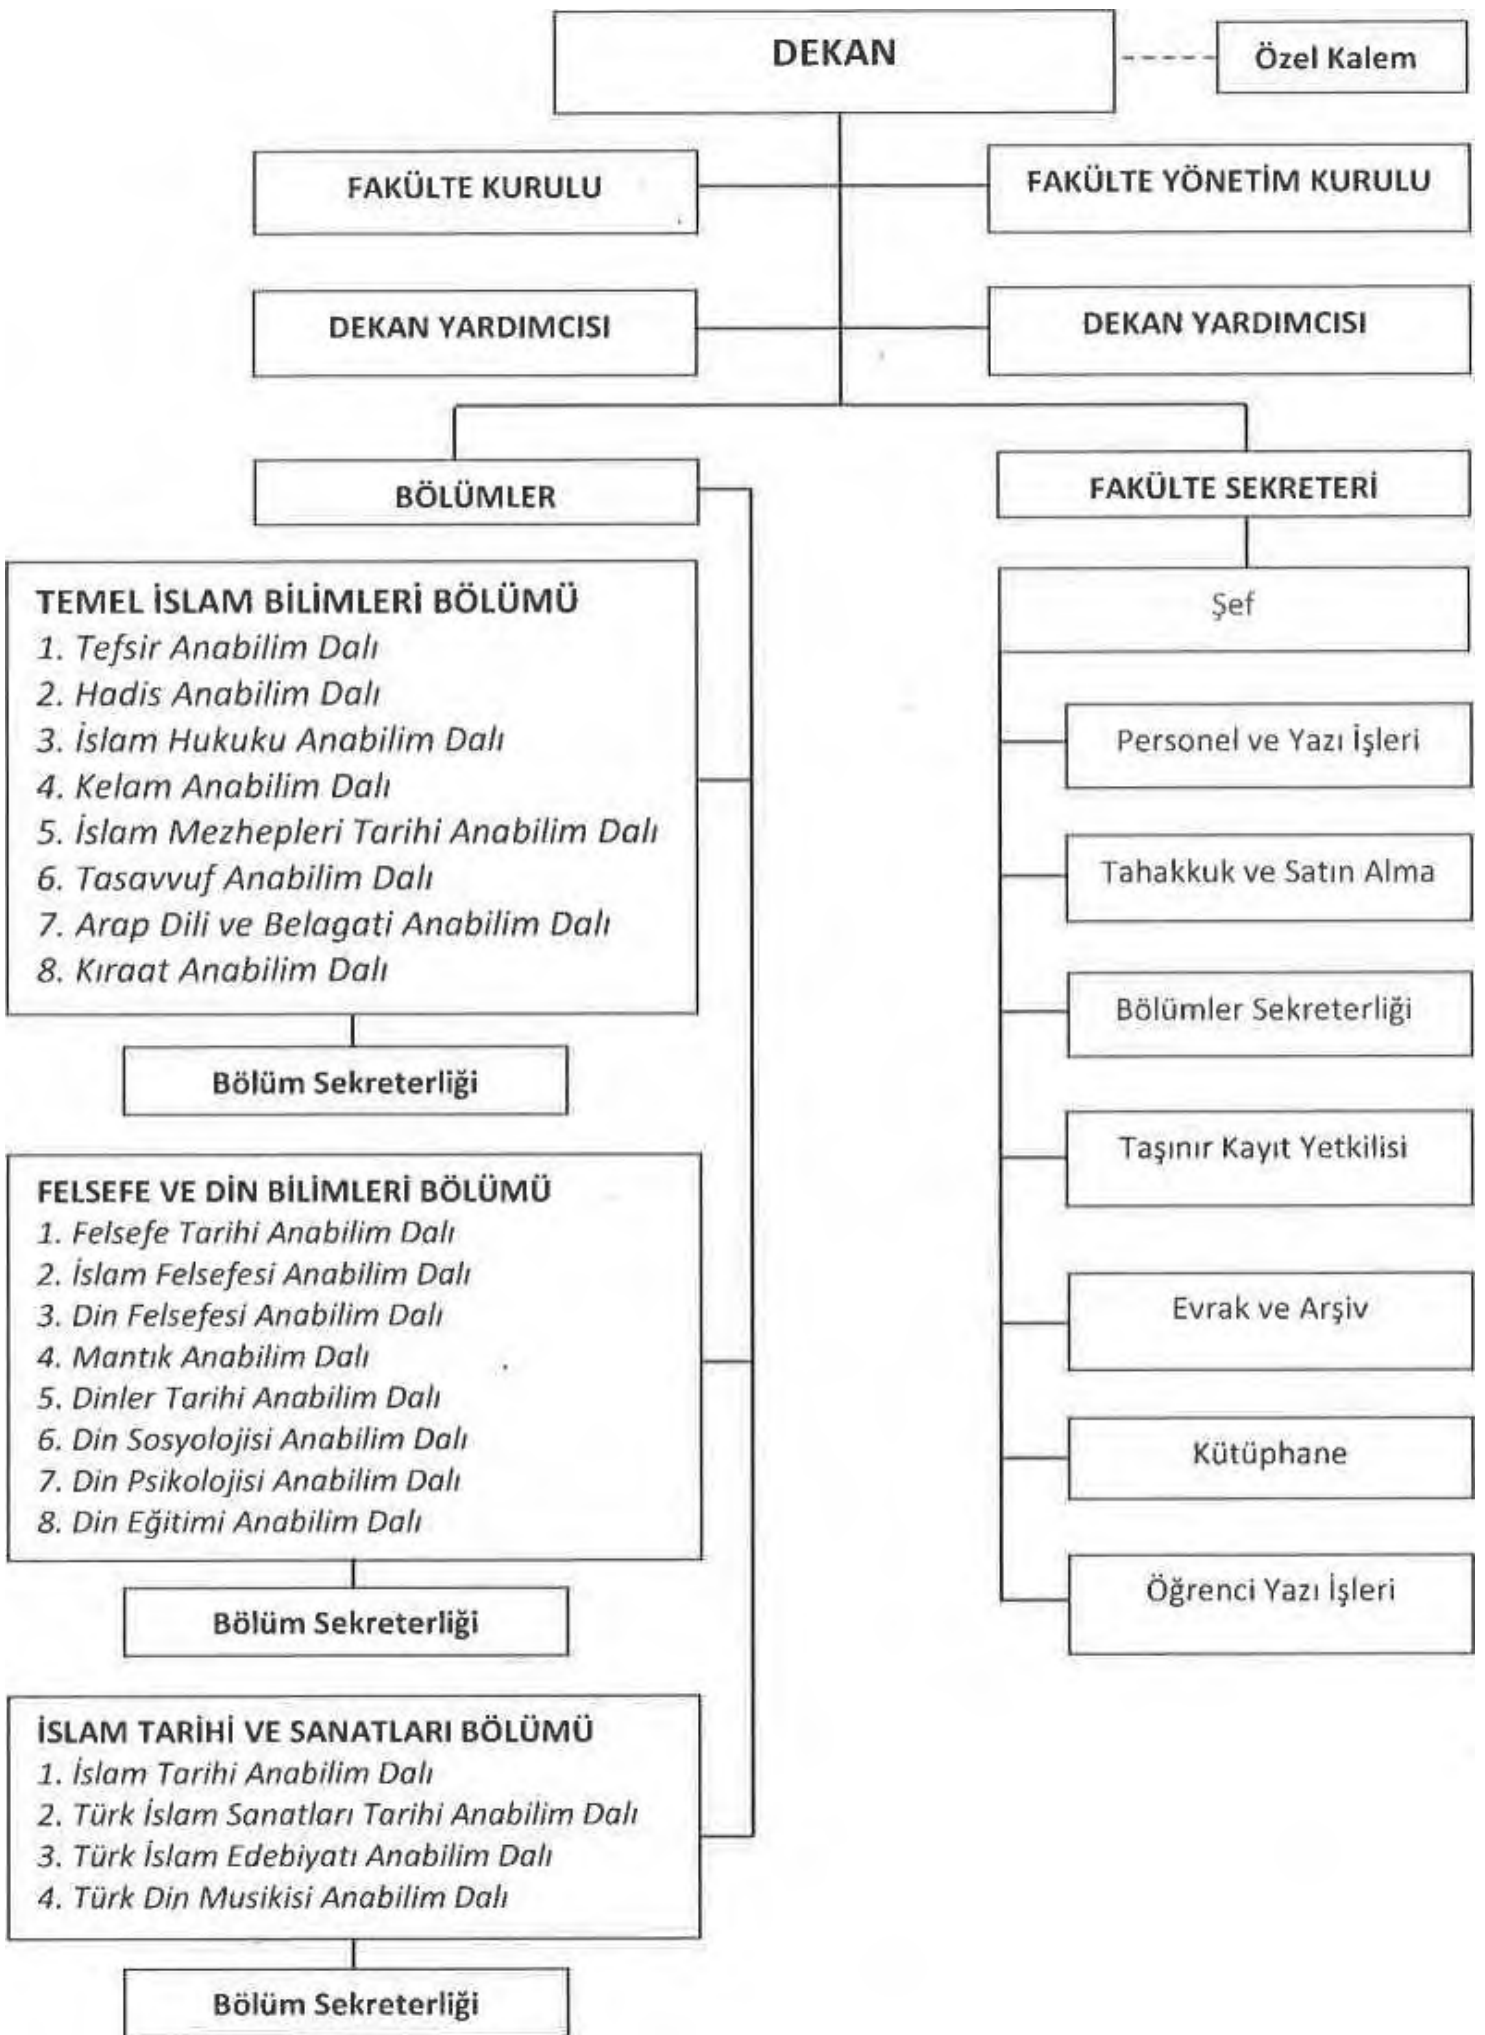 DEKAN
Özel Kalem
FAKÜLTE KURULU
FAKÜLTE YÖNETİM KURULU
DEKAN YARDIMCISI
DEKAN YARDIMCISI
BÖLÜMLER
FAKÜLTE SEKRETERİ
TEMEL İSLAM BİLİMLERİ BÖLÜMÜ
1. Tefsir Anabilim Dalı
2. Hadis Anabilim Dalı
3. İslam Hukuku Anabilim Dalı
4. Kelam Anabilim Dalı
5. İslam Mezhepleri Tarihi Anabilim Dalı
6. Tasavvuf Anabilim Dalı
7. Arap Dili ve Belagati Anabilim Dalı
8. Kıraat Anabilim Dalı
Bölüm Sekreterliği
FELSEFE VE DİN BİLİMLERİ BÖLÜMÜ
1. Felsefe Tarihi Anabilim Dalı
2. İslam Felsefesi Anabilim Dalı
3. Din Felsefesi Anabilim Dalı
4. Mantık Anabilim Dalı
5. Dinler Tarihi Anabilim Dalı
6. Din Sosyolojisi Anabilim Dalı
7. Din Psikolojisi Anabilim Dalı
8. Din Eğitimi Anabilim Dalı
Bölüm Sekreterliği
İSLAM TARİHİ VE SANATLARI BÖLÜMÜ
1. İslam Tarihi Anabilim Dalı
2. Türk İslam Sanatları Tarihi Anabilim Dalı
3. Türk İslam Edebiyatı Anabilim Dalı
4. Türk Din Musikisi Anabilim Dalı
Bölüm Sekreterliği
Şef
Personel ve Yazı İşleri
Tahakkuk ve Satın Alma
Bölümler Sekreterliği
Taşınır Kayıt Yetkilisi
Evrak ve Arşiv
Kütüphane
Öğrenci Yazı İşleri